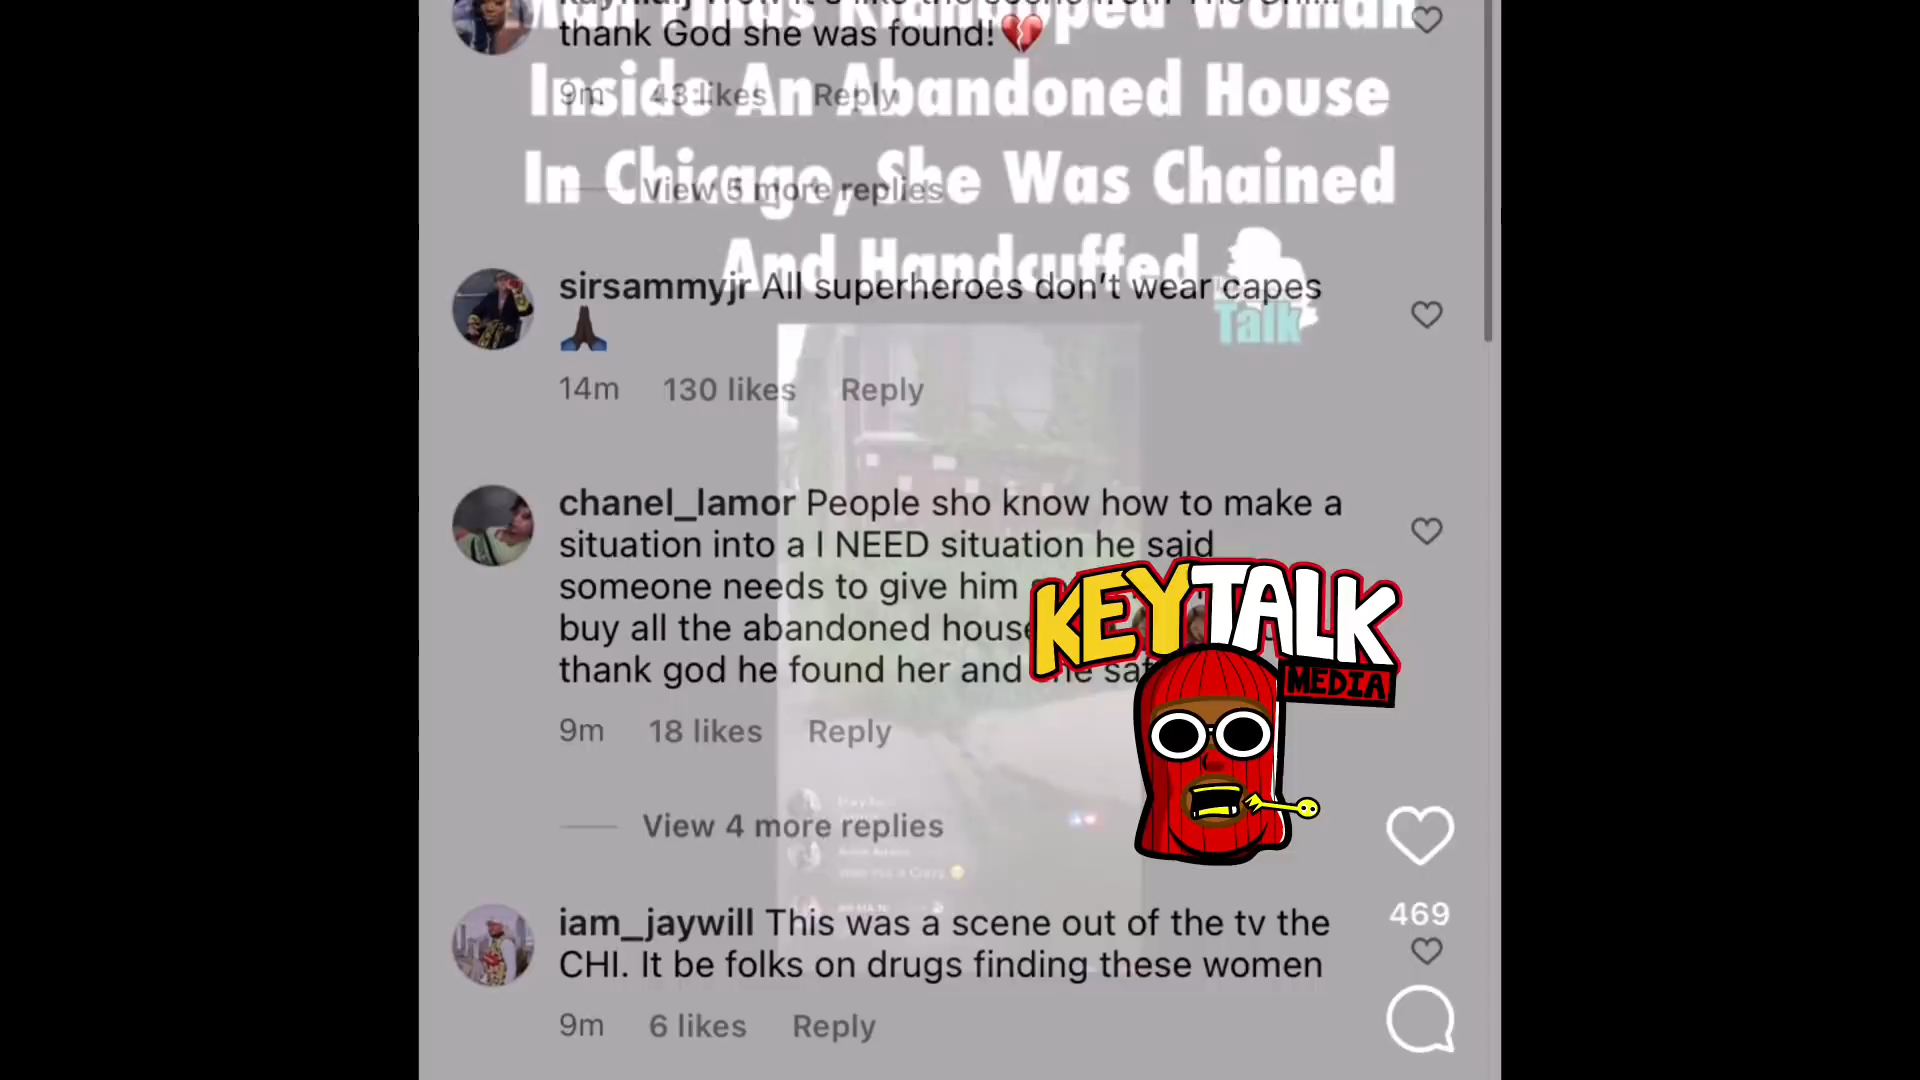 Man Finds Kidnapped Woman
thank God she was found!💔
Inside An Abandoned House
9m 43 likes Reply
In Chicago, She Was Chained
View 5 more replies
And Handcuffed
Talk
sirsammyjr All superheroes don’t wear capes
🙏🏿
14m 130 likes Reply
chanel_lamor People sho know how to make a
situation into a I NEED situation he said
someone needs to give him
buy all the abandoned house
thank god he found her and
KEYTALK
MEDIA
9m 18 likes Reply
View 4 more replies
iam_jaywill This was a scene out of the tv the
CHI. It be folks on drugs finding these women
469
9m 6 likes Reply